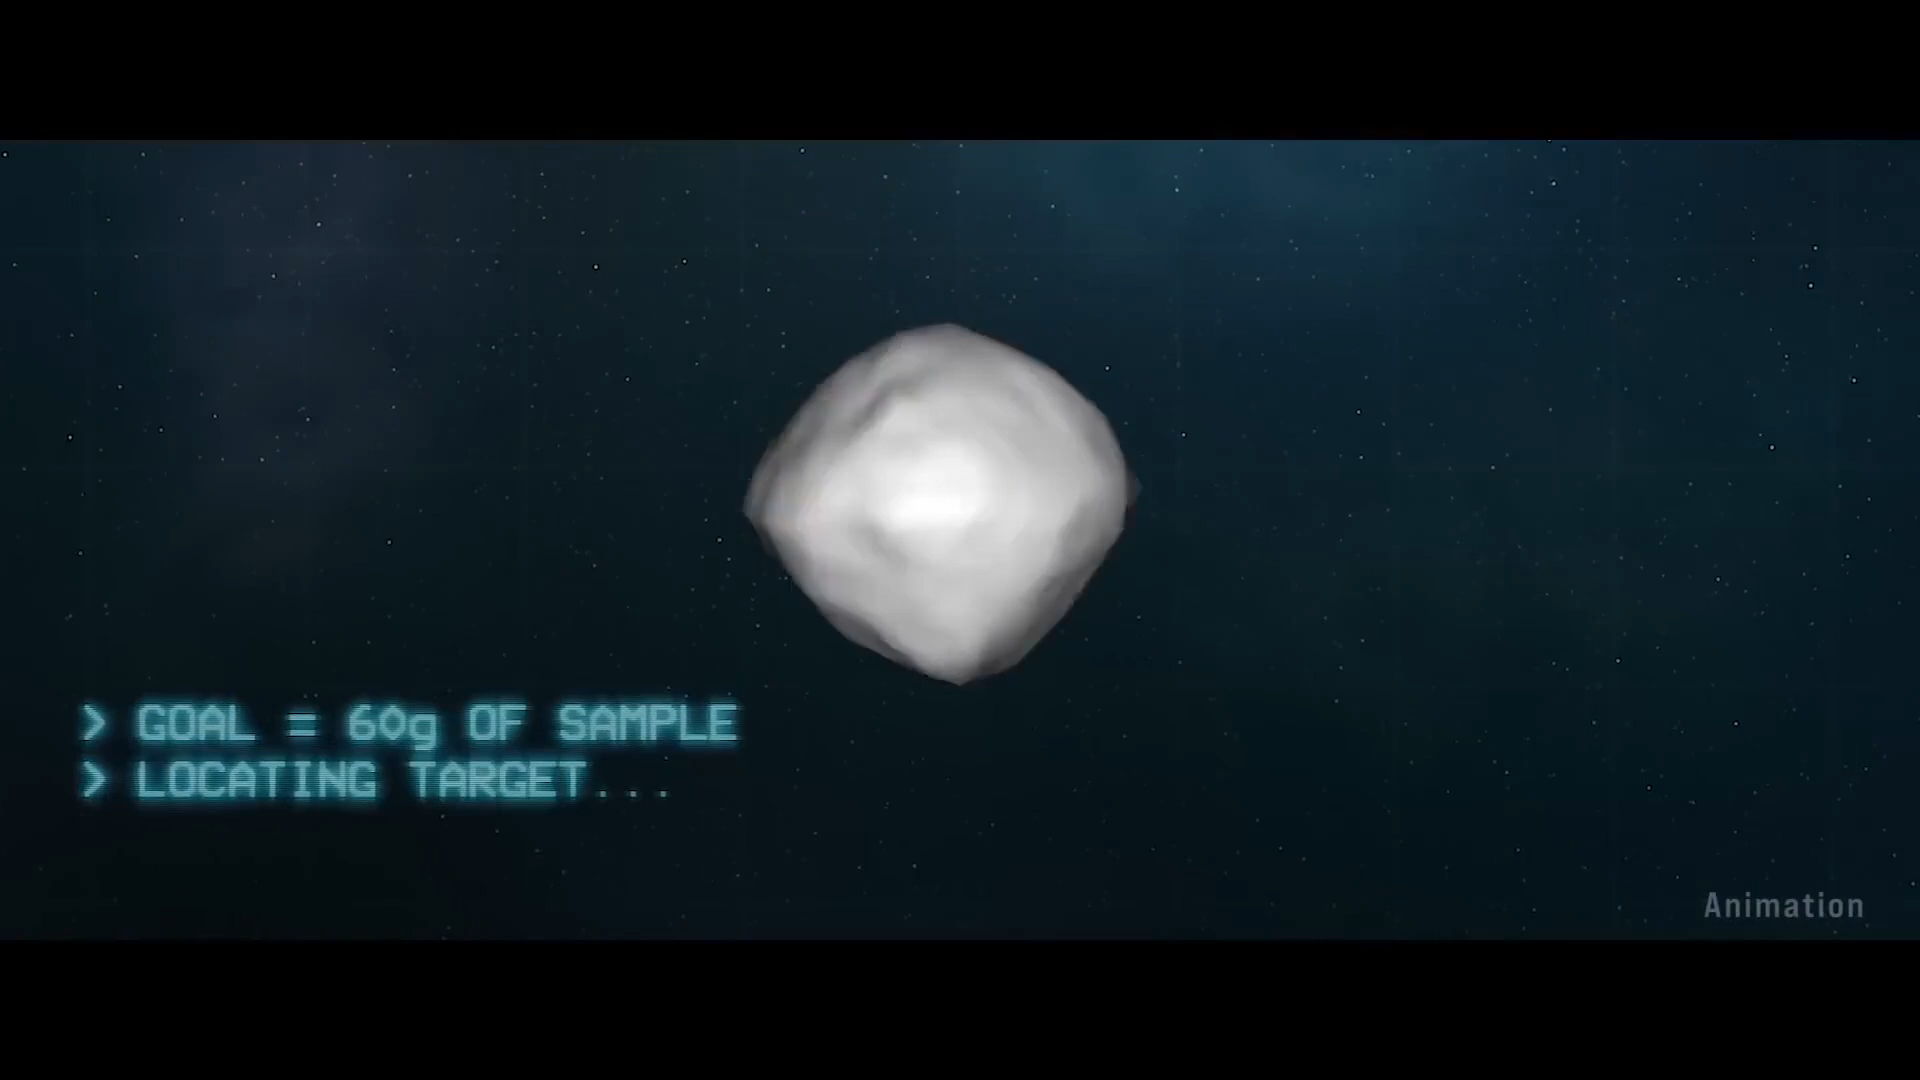 > GOAL = 60g OF SAMPLE
> LOCATING TARGET...
Animation